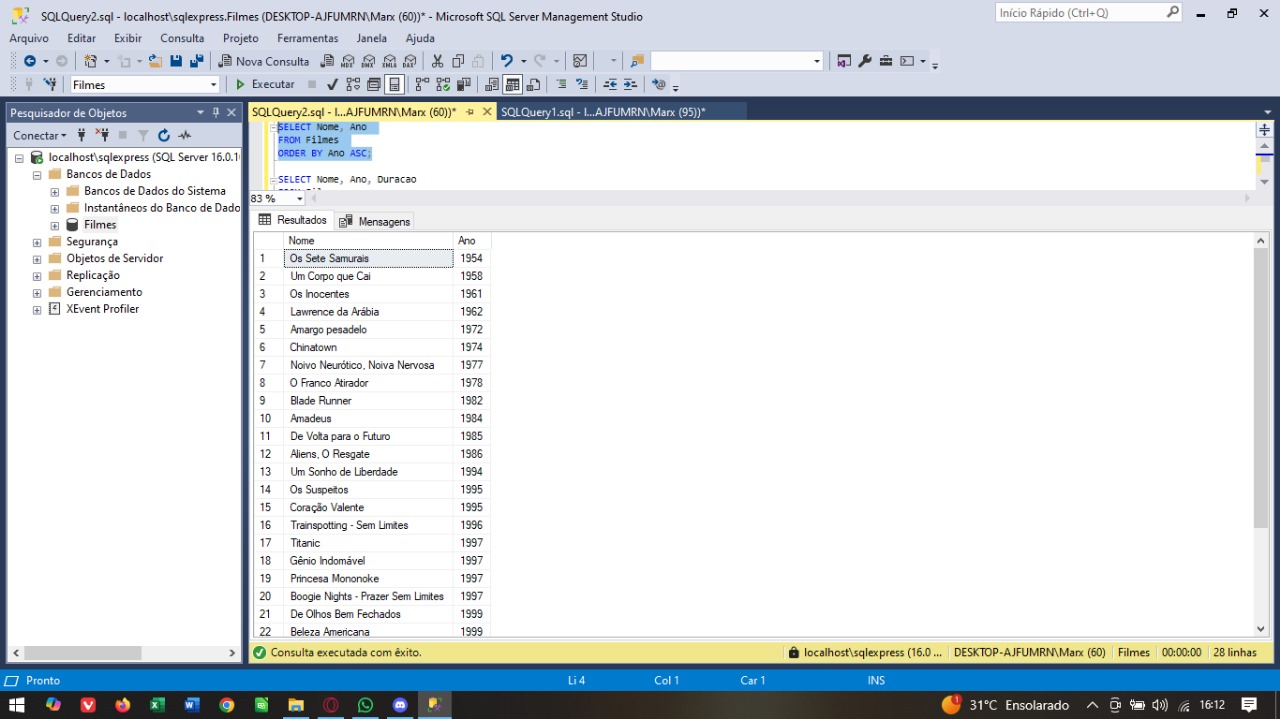 SQLQuery2.sql - localhost\sqlexpress.Filmes (DESKTOP-AJFUMRN\Marx (60))* - Microsoft SQL Server Management Studio
Início Rápido (Ctrl+Q)
Arquivo Editar Exibir Consulta Projeto Ferramentas Janela Ajuda
Nova Consulta
Filmes
Executar
Pesquisador de Objetos
Conectar
localhost\sqlexpress (SQL Server 16.0.10
Bancos de Dados
Bancos de Dados do Sistema
Instantâneos do Banco de Dado
Filmes
Segurança
Objetos de Servidor
Replicação
Gerenciamento
XEvent Profiler
SQLQuery2.sql - l...AJFUMRN\Marx (60))*
SQLQuery1.sql - l...AJFUMRN\Marx (95))*
SELECT Nome, Ano
FROM Filmes
ORDER BY Ano ASC;
SELECT Nome, Ano, Duracao
83 %
Resultados Mensagens
Nome Ano
1 Os Sete Samurais 1954
2 Um Corpo que Cai 1958
3 Os Inocentes 1961
4 Lawrence da Arábia 1962
5 Amargo pesadelo 1972
6 Chinatown 1974
7 Noivo Neurótico, Noiva Nervosa 1977
8 O Franco Atirador 1978
9 Blade Runner 1982
10 Amadeus 1984
11 De Volta para o Futuro 1985
12 Aliens, O Resgate 1986
13 Um Sonho de Liberdade 1994
14 Os Suspeitos 1995
15 Coração Valente 1995
16 Trainspotting - Sem Limites 1996
17 Titanic 1997
18 Gênio Indomável 1997
19 Princesa Mononoke 1997
20 Boogie Nights - Prazer Sem Limites 1997
21 De Olhos Bem Fechados 1999
22 Beleza Americana 1999
Consulta executada com êxito.
localhost\sqlexpress (16.0 ... DESKTOP-AJFUMRN\Marx (60) Filmes 00:00:00 28 linhas
Pronto Li 4 Col 1 Car 1 INS
1 31°C Ensolarado 16:12